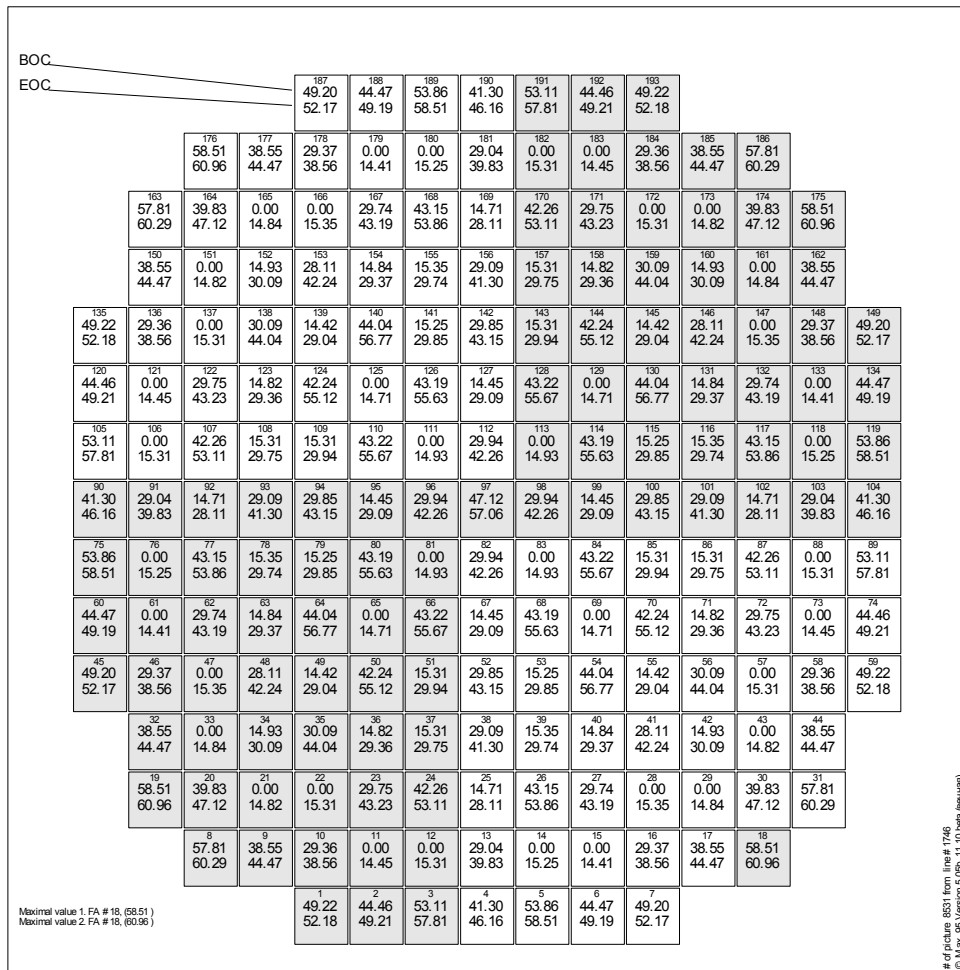 BOC
EOC
187 188 189 190 191 192 193
49.20 44.47 53.86 41.30 53.11 44.46 49.22
52.17 49.19 58.51 46.16 57.81 49.21 52.18
176 177 178 179 180 181 182 183 184 185 186
58.51 38.55 29.37 0.00 0.00 29.04 0.00 0.00 29.36 38.55 57.81
60.96 44.47 38.56 14.41 15.25 39.83 15.31 14.45 38.56 44.47 60.29
163 164 165 166 167 168 169 170 171 172 173 174 175
57.81 39.83 0.00 0.00 29.74 43.15 14.71 42.26 29.75 0.00 0.00 39.83 58.51
60.29 47.12 14.84 15.35 43.19 53.86 28.11 53.11 43.23 15.31 14.82 47.12 60.96
150 151 152 153 154 155 156 157 158 159 160 161 162
38.55 0.00 14.93 28.11 14.84 15.35 29.09 15.31 14.82 30.09 14.93 0.00 38.55
44.47 14.82 30.09 42.24 29.37 29.74 41.30 29.75 29.36 44.04 30.09 14.84 44.47
135 136 137 138 139 140 141 142 143 144 145 146 147 148 149
49.22 29.36 0.00 30.09 14.42 44.04 15.25 29.85 15.31 42.24 14.42 28.11 0.00 29.37 49.20
52.18 38.56 15.31 44.04 29.04 56.77 29.85 43.15 29.94 55.12 29.04 42.24 15.35 38.56 52.17
120 121 122 123 124 125 126 127 128 129 130 131 132 133 134
44.46 0.00 29.75 14.82 42.24 0.00 43.19 14.45 43.22 0.00 44.04 14.84 29.74 0.00 44.47
49.21 14.45 43.23 29.36 55.12 14.71 55.63 29.09 55.67 14.71 56.77 29.37 43.19 14.41 49.19
105 106 107 108 109 110 111 112 113 114 115 116 117 118 119
53.11 0.00 42.26 15.31 15.31 43.22 0.00 29.94 0.00 43.19 15.25 15.35 43.15 0.00 53.86
57.81 15.31 53.11 29.75 29.94 55.67 14.93 42.26 14.93 55.63 29.85 29.74 53.86 15.25 58.51
90 91 92 93 94 95 96 97 98 99 100 101 102 103 104
41.30 29.04 14.71 29.09 29.85 14.45 29.94 47.12 29.94 14.45 29.85 29.09 14.71 29.04 41.30
46.16 39.83 28.11 41.30 43.15 29.09 42.26 57.06 42.26 29.09 43.15 41.30 28.11 39.83 46.16
75 76 77 78 79 80 81 82 83 84 85 86 87 88 89
53.86 0.00 43.15 15.35 15.25 43.19 0.00 29.94 0.00 43.22 15.31 15.31 42.26 0.00 53.11
58.51 15.25 53.86 29.74 29.85 55.63 14.93 42.26 14.93 55.67 29.94 29.75 53.11 15.31 57.81
60 61 62 63 64 65 66 67 68 69 70 71 72 73 74
44.47 0.00 29.74 14.84 44.04 0.00 43.22 14.45 43.19 0.00 42.24 14.82 29.75 0.00 44.46
49.19 14.41 43.19 29.37 56.77 14.71 55.67 29.09 55.63 14.71 55.12 29.36 43.23 14.45 49.21
45 46 47 48 49 50 51 52 53 54 55 56 57 58 59
49.20 29.37 0.00 28.11 14.42 42.24 15.31 29.85 15.25 44.04 14.42 30.09 0.00 29.36 49.22
52.17 38.56 15.35 42.24 29.04 55.12 29.94 43.15 29.85 56.77 29.04 44.04 15.31 38.56 52.18
32 33 34 35 36 37 38 39 40 41 42 43 44
38.55 0.00 14.93 30.09 14.82 15.31 29.09 15.35 14.84 28.11 14.93 0.00 38.55
44.47 14.84 30.09 44.04 29.36 29.75 41.30 29.74 29.37 42.24 30.09 14.82 44.47
19 20 21 22 23 24 25 26 27 28 29 30 31
58.51 39.83 0.00 0.00 29.75 42.26 14.71 43.15 29.74 0.00 0.00 39.83 57.81
60.96 47.12 14.82 15.31 43.23 53.11 28.11 53.86 43.19 15.35 14.84 47.12 60.29
8 9 10 11 12 13 14 15 16 17 18
57.81 38.55 29.36 0.00 0.00 29.04 0.00 0.00 29.37 38.55 58.51
60.29 44.47 38.56 14.45 15.31 39.83 15.25 14.41 38.56 44.47 60.96
1 2 3 4 5 6 7
49.22 44.46 53.11 41.30 53.86 44.47 49.20
52.18 49.21 57.81 46.16 58.51 49.19 52.17
Maximal value 1. FA # 18, (58.51 )
Maximal value 2. FA # 18, (60.96 )
# of picture 8531 from line# 1746